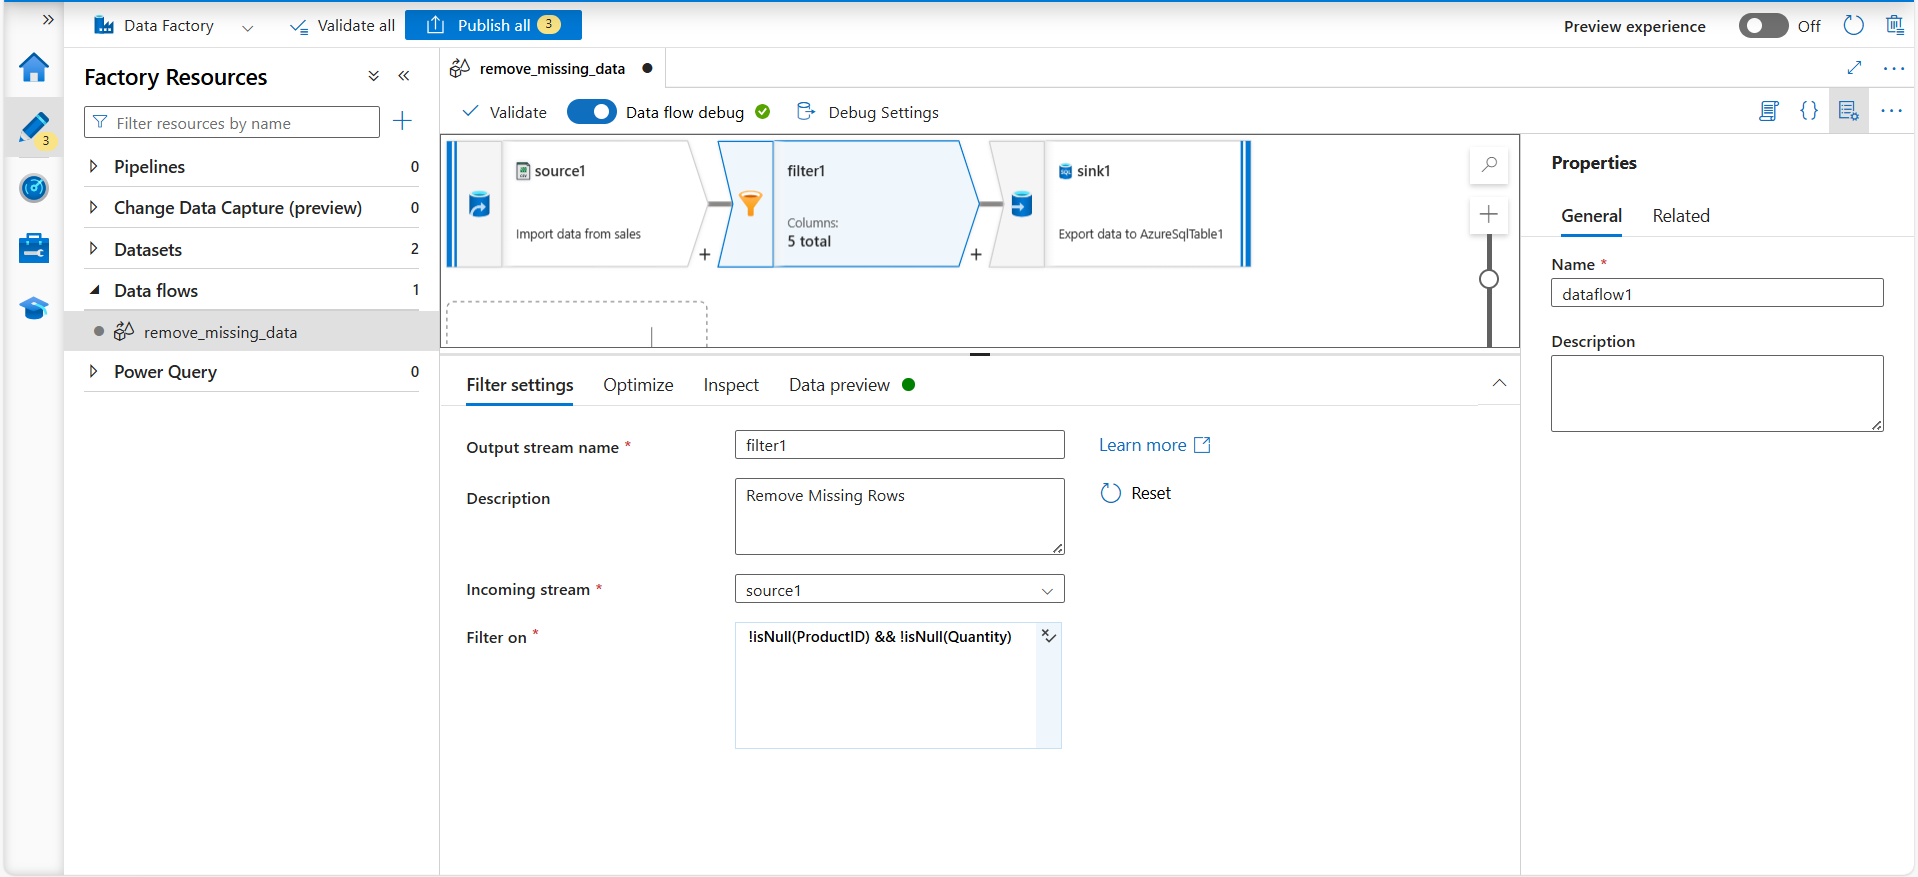 Data Factory
Validate all
Publish all 3
Preview experience
Off
3
Factory Resources
Filter resources by name
Pipelines 0
Change Data Capture (preview) 0
Datasets 2
Data flows 1
remove_missing_data
Power Query 0
remove_missing_data
Validate
Data flow debug
Debug Settings
source1
Import data from sales
+
filter1
Columns:
5 total
+
SQL
sink1
Export data to AzureSqlTable1
Filter settings
Optimize
Inspect
Data preview
Output stream name *
filter1
Learn more
Description
Remove Missing Rows
Reset
Incoming stream *
source1
Filter on *
!isNull(ProductID) && !isNull(Quantity)
{}
Properties
General
Related
Name *
dataflow1
Description